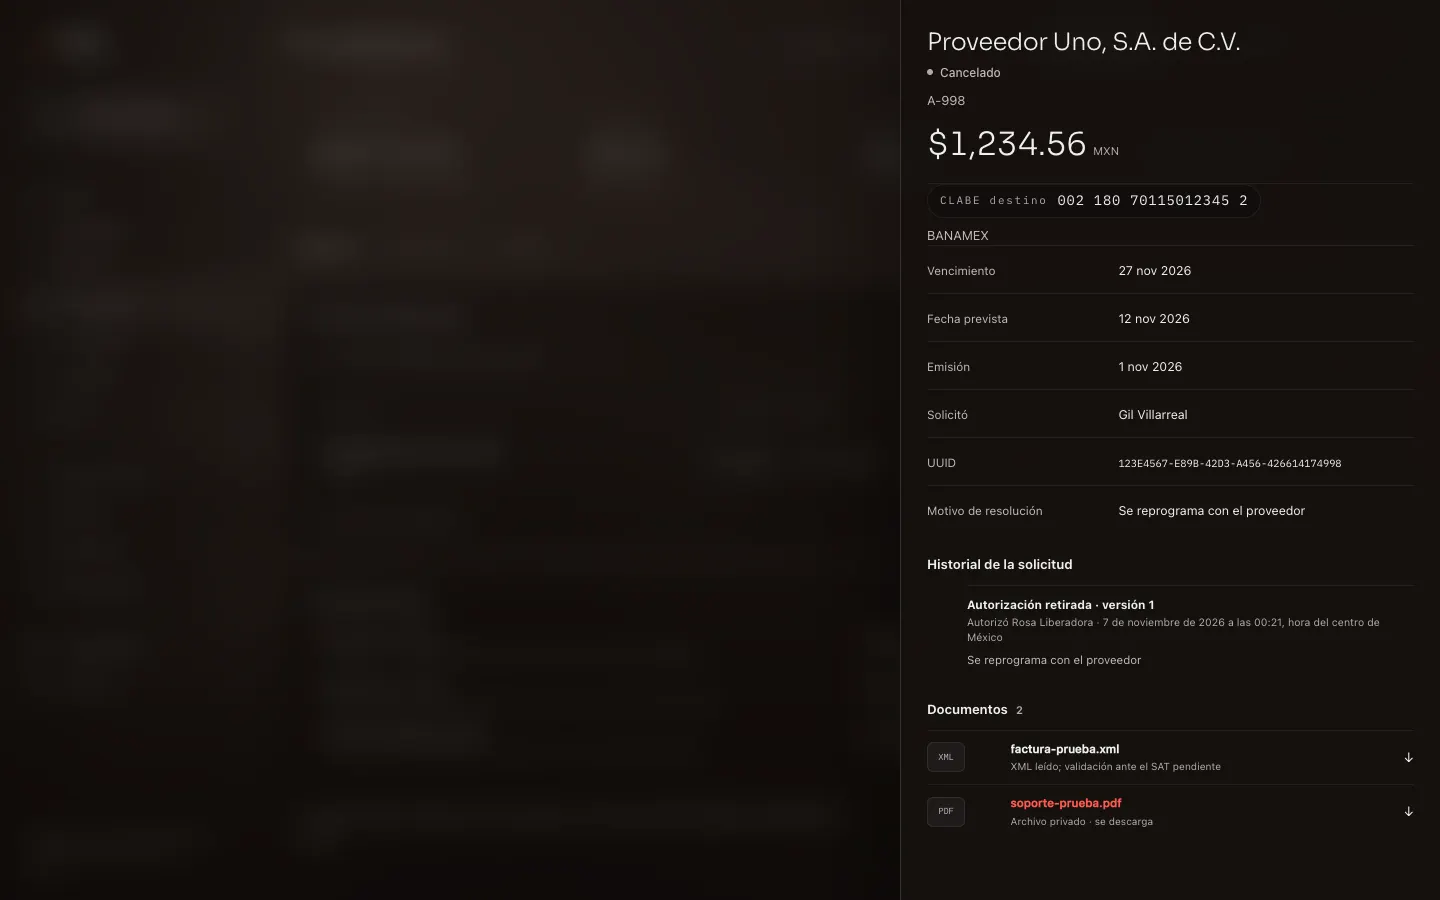 Proveedor Uno, S.A. de C.V.
Cancelado
A-998
$1,234.56 MXN
CLABE destino 002 180 70115012345 2
BANAMEX
Vencimiento 27 nov 2026
Fecha prevista 12 nov 2026
Emisión 1 nov 2026
Solicitó Gil Villarreal
UUID 123E4567-E89B-42D3-A456-426614174998
Motivo de resolución Se reprograma con el proveedor
Historial de la solicitud
Autorización retirada · versión 1
Autorizó Rosa Liberadora · 7 de noviembre de 2026 a las 00:21, hora del centro de
México
Se reprograma con el proveedor
Documentos 2
XML factura-prueba.xml
XML leído; validación ante el SAT pendiente
PDF soporte-prueba.pdf
Archivo privado · se descarga